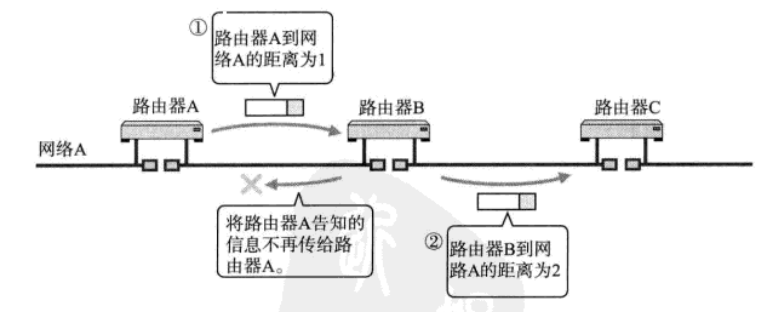 ①
路由器A到网
络A的距离为1
路由器A
路由器B
路由器C
网络A
将路由器A告知的
信息不再传给路
由器A。
②
路由器B到网
路A的距离为2